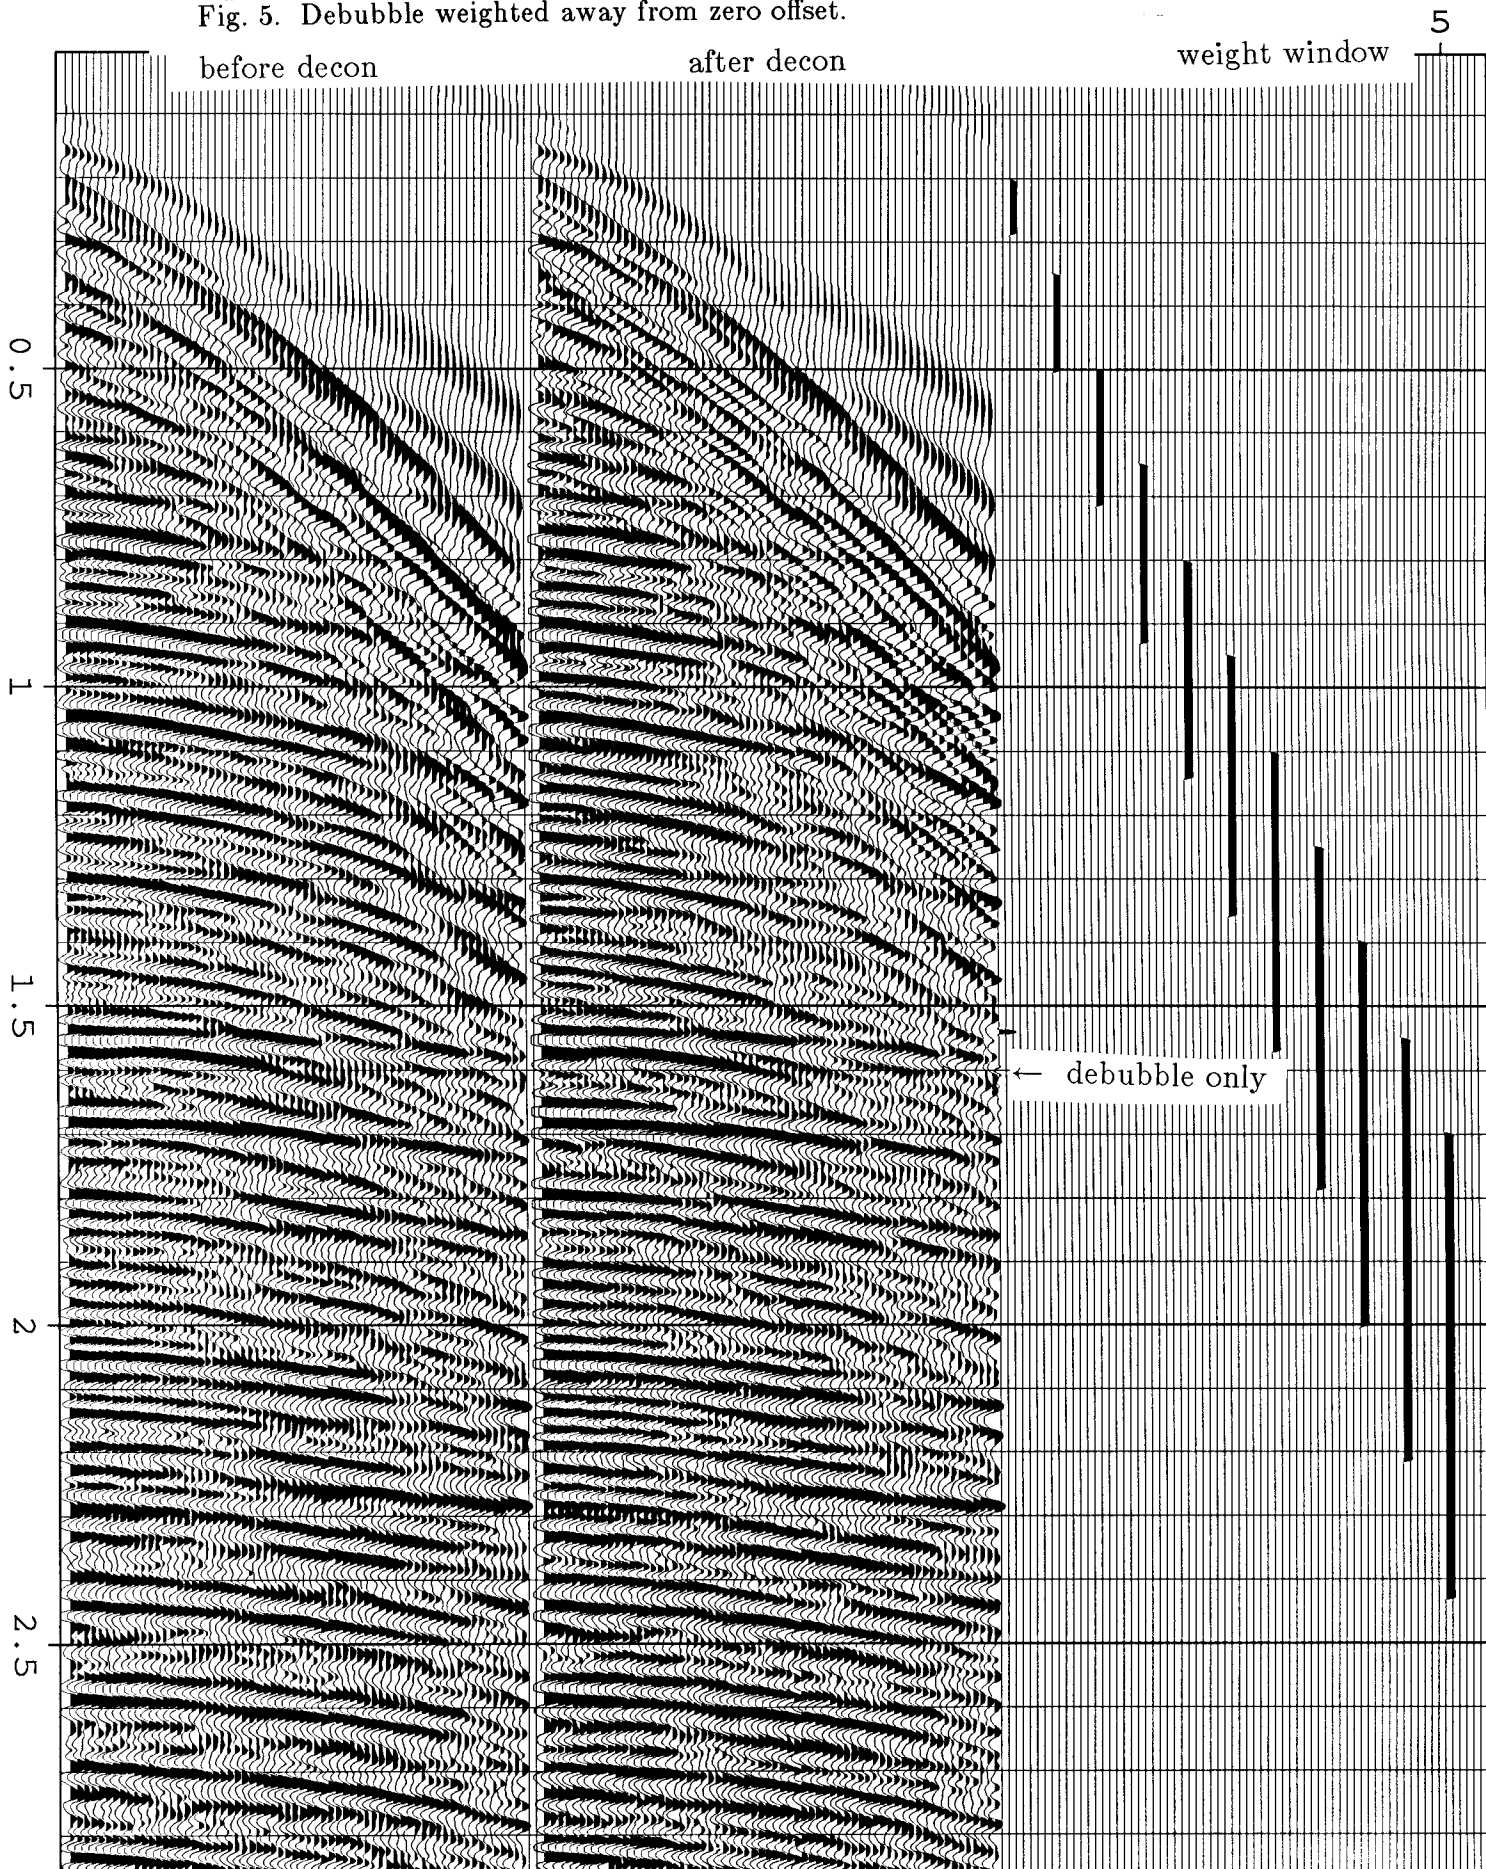 Fig. 5. Debubble weighted away from zero offset.
5
before decon
after decon
weight window
0.5
1
1.5
← debubble only
2
2.5